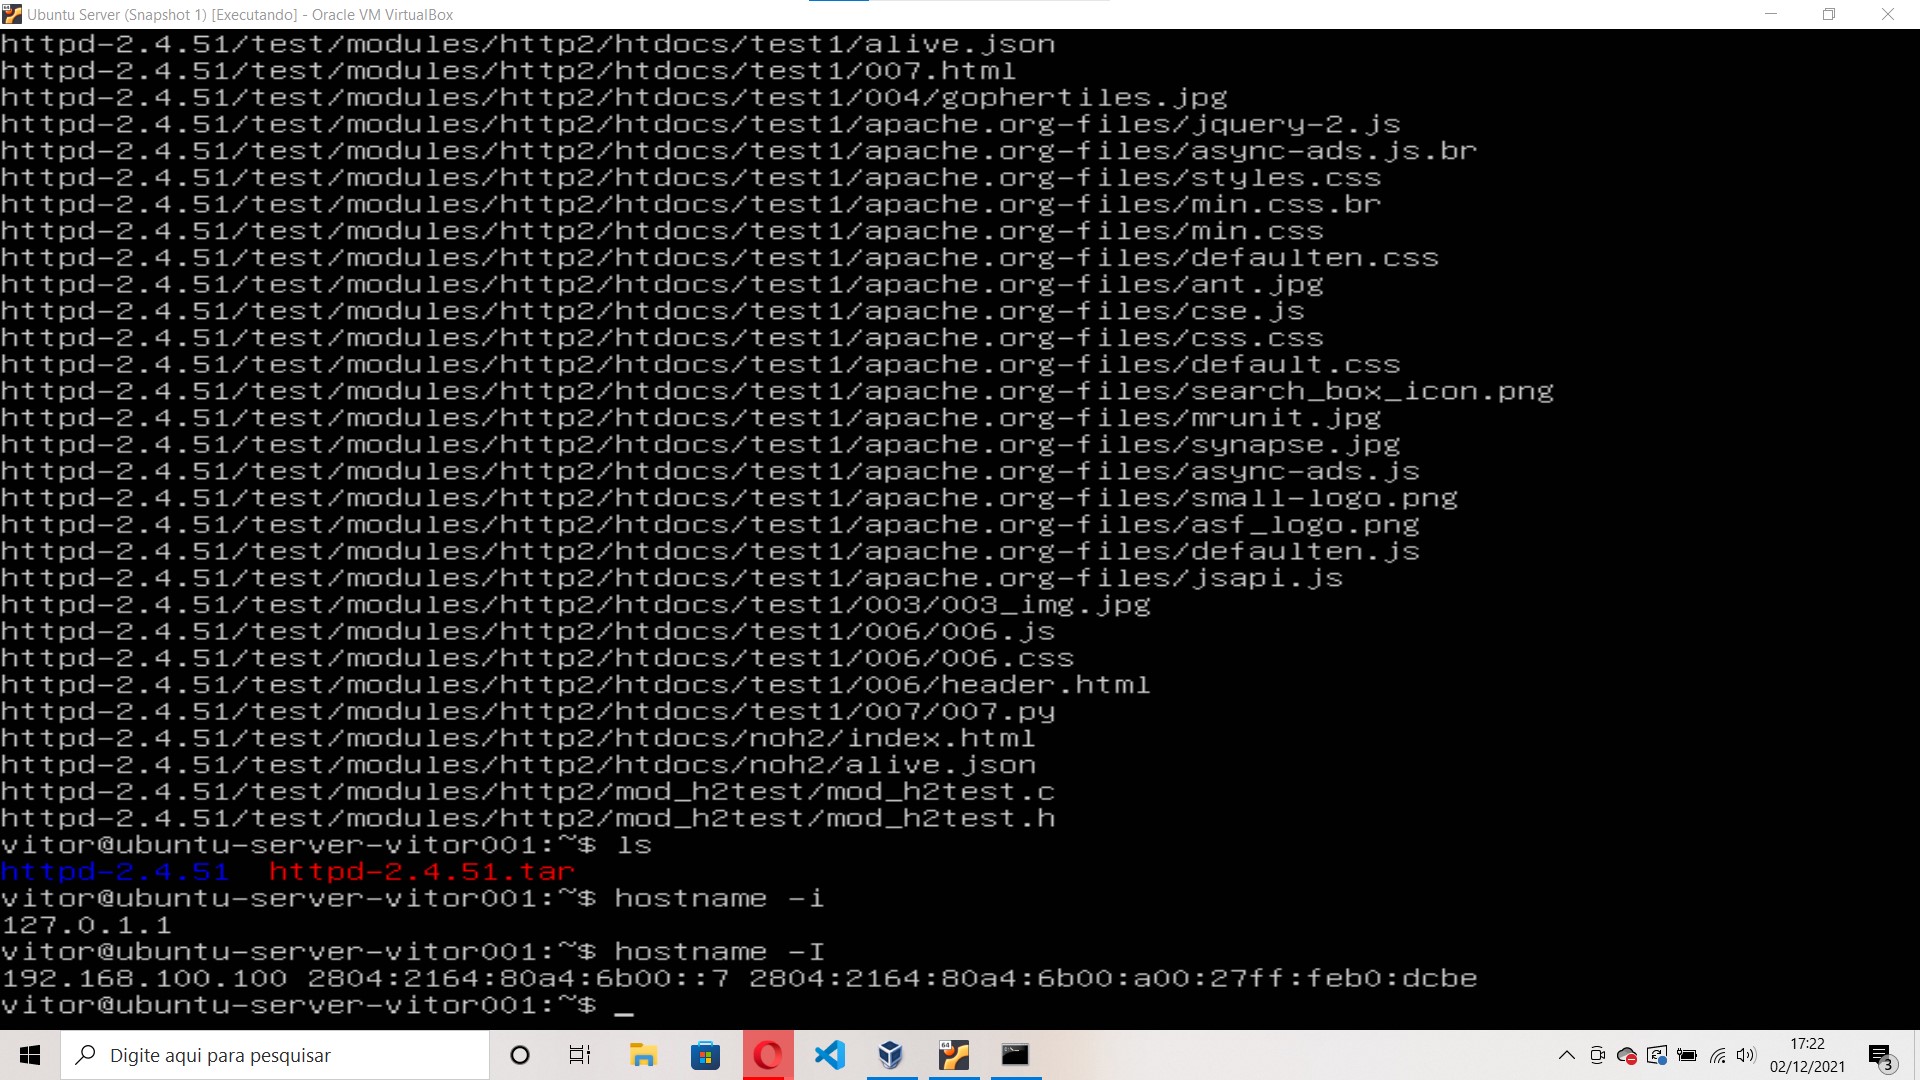 Ubuntu Server (Snapshot 1) [Executando] - Oracle VM VirtualBox
httpd-2.4.51/test/modules/http2/htdocs/test1/alive.json
httpd-2.4.51/test/modules/http2/htdocs/test1/007.html
httpd-2.4.51/test/modules/http2/htdocs/test1/004/gophertiles.jpg
httpd-2.4.51/test/modules/http2/htdocs/test1/apache.org-files/jquery-2.js
httpd-2.4.51/test/modules/http2/htdocs/test1/apache.org-files/async-ads.js.br
httpd-2.4.51/test/modules/http2/htdocs/test1/apache.org-files/styles.css
httpd-2.4.51/test/modules/http2/htdocs/test1/apache.org-files/min.css.br
httpd-2.4.51/test/modules/http2/htdocs/test1/apache.org-files/min.css
httpd-2.4.51/test/modules/http2/htdocs/test1/apache.org-files/defaulten.css
httpd-2.4.51/test/modules/http2/htdocs/test1/apache.org-files/ant.jpg
httpd-2.4.51/test/modules/http2/htdocs/test1/apache.org-files/cse.js
httpd-2.4.51/test/modules/http2/htdocs/test1/apache.org-files/css.css
httpd-2.4.51/test/modules/http2/htdocs/test1/apache.org-files/default.css
httpd-2.4.51/test/modules/http2/htdocs/test1/apache.org-files/search_box_icon.png
httpd-2.4.51/test/modules/http2/htdocs/test1/apache.org-files/mrunit.jpg
httpd-2.4.51/test/modules/http2/htdocs/test1/apache.org-files/synapse.jpg
httpd-2.4.51/test/modules/http2/htdocs/test1/apache.org-files/async-ads.js
httpd-2.4.51/test/modules/http2/htdocs/test1/apache.org-files/small-logo.png
httpd-2.4.51/test/modules/http2/htdocs/test1/apache.org-files/asf_logo.png
httpd-2.4.51/test/modules/http2/htdocs/test1/apache.org-files/defaulten.js
httpd-2.4.51/test/modules/http2/htdocs/test1/apache.org-files/jsapi.js
httpd-2.4.51/test/modules/http2/htdocs/test1/003/003_img.jpg
httpd-2.4.51/test/modules/http2/htdocs/test1/006/006.js
httpd-2.4.51/test/modules/http2/htdocs/test1/006/006.css
httpd-2.4.51/test/modules/http2/htdocs/test1/006/header.html
httpd-2.4.51/test/modules/http2/htdocs/test1/007/007.py
httpd-2.4.51/test/modules/http2/htdocs/noh2/index.html
httpd-2.4.51/test/modules/http2/htdocs/noh2/alive.json
httpd-2.4.51/test/modules/http2/mod_h2test/mod_h2test.c
httpd-2.4.51/test/modules/http2/mod_h2test/mod_h2test.h
vitor@ubuntu-server-vitor001:~$ ls
httpd-2.4.51  httpd-2.4.51.tar
vitor@ubuntu-server-vitor001:~$ hostname -i
127.0.1.1
vitor@ubuntu-server-vitor001:~$ hostname -I
192.168.100.100 2804:2164:80a4:6b00::7 2804:2164:80a4:6b00:a00:27ff:feb0:dcbe
vitor@ubuntu-server-vitor001:~$ _
Digite aqui para pesquisar
64
17:22
02/12/2021
3